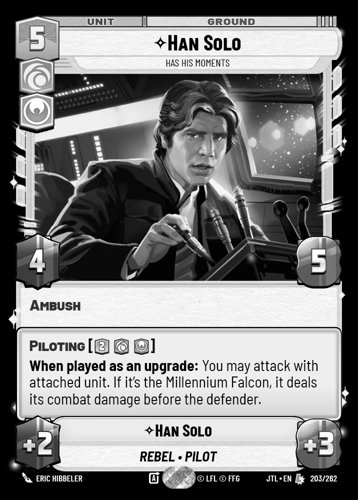 UNIT
GROUND
5
✧HAN SOLO
HAS HIS MOMENTS
4
5
AMBUSH
PILOTING [2]
When played as an upgrade: You may attack with
attached unit. If it's the Millennium Falcon, it deals
its combat damage before the defender.
+2
✧HAN SOLO
+3
REBEL • PILOT
ERIC HIBBELER
A
© LFL © FFG
JTL • EN
203/262